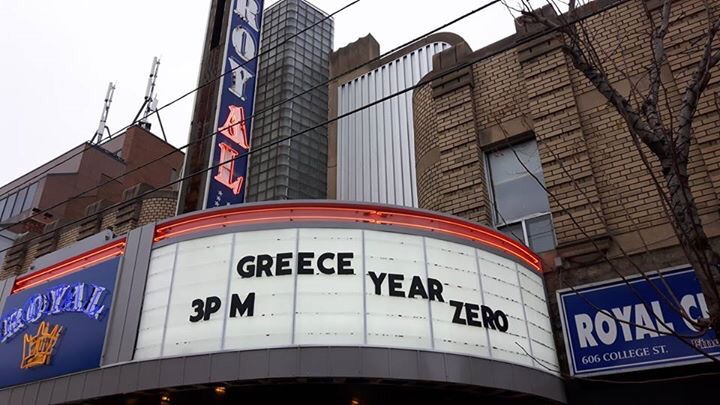 ROYAL
GREECE YEAR ZERO
3PM
ROYAL
ROYAL
606 COLLEGE ST.